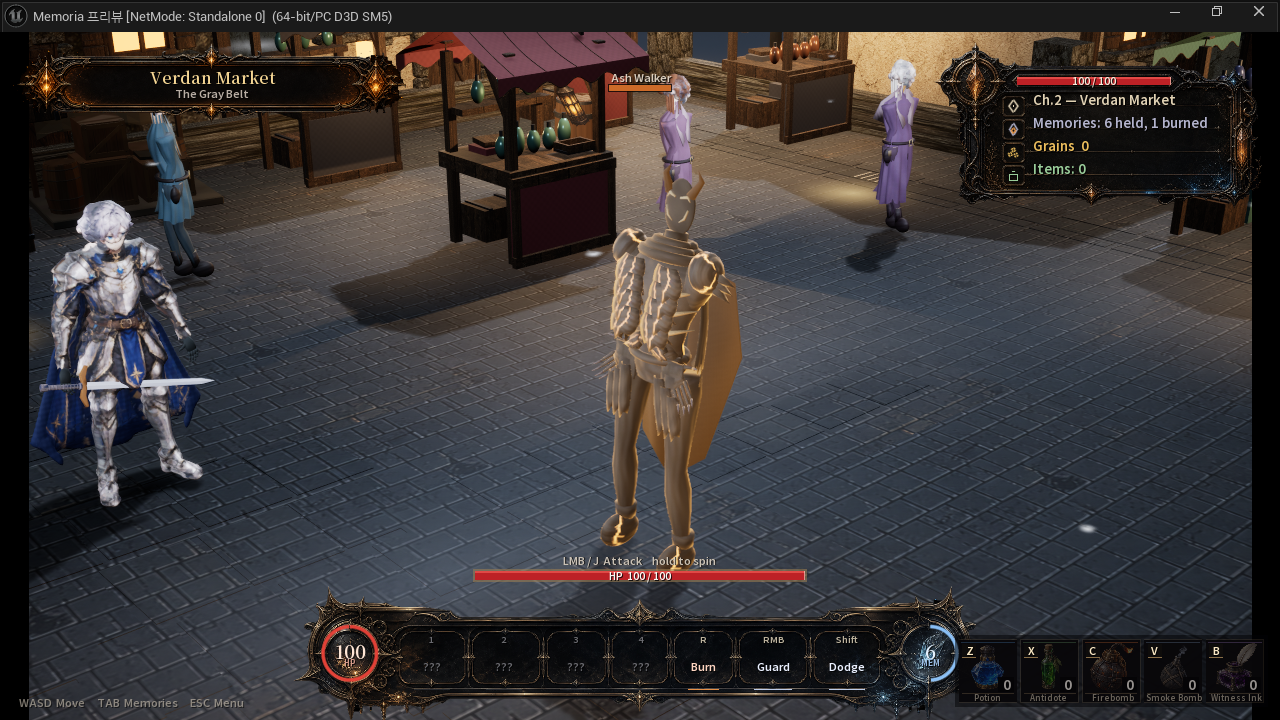 Memoria 프리뷰 [NetMode: Standalone 0]  (64-bit/PC D3D SM5)
Verdan Market
The Gray Belt
Ash Walker
100 / 100
Ch.2 — Verdan Market
Memories: 6 held, 1 burned
Grains  0
Items: 0
LMB / J  Attack    hold to spin
HP  100 / 100
100
HP
1
???
2
???
3
???
4
???
R
Burn
RMB
Guard
Shift
Dodge
6
MEM
Z
0
Potion
X
0
Antidote
C
0
Firebomb
V
0
Smoke Bomb
B
0
Witness Ink
WASD Move    TAB Memories    ESC Menu